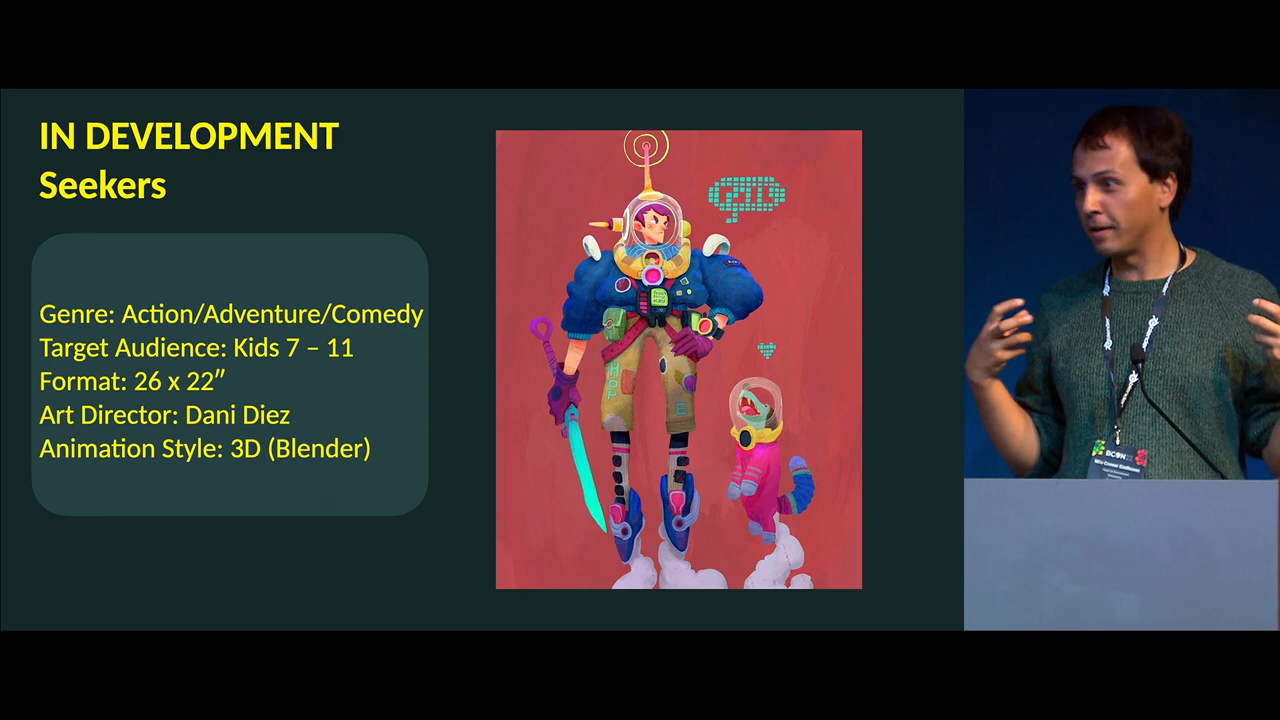 IN DEVELOPMENT
Seekers
Genre: Action/Adventure/Comedy
Target Audience: Kids 7 – 11
Format: 26 x 22”
Art Director: Dani Diez
Animation Style: 3D (Blender)
BCON22